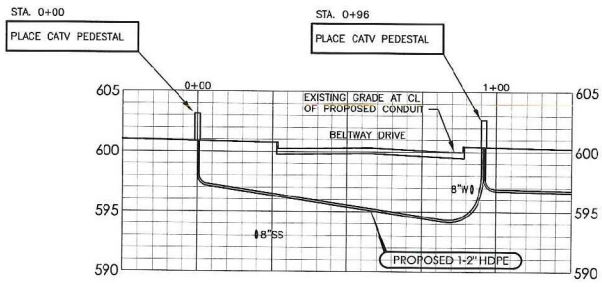 STA. 0+00
PLACE CATV PEDESTAL
STA. 0+96
PLACE CATV PEDESTAL
605
0+00
EXISTING GRADE AT CL
OF PROPOSED CONDUIT
1+00
605
BELTWAY DRIVE
600
600
8"W
595
595
8"SS
PROPOSED 1-2" HDPE
590
590